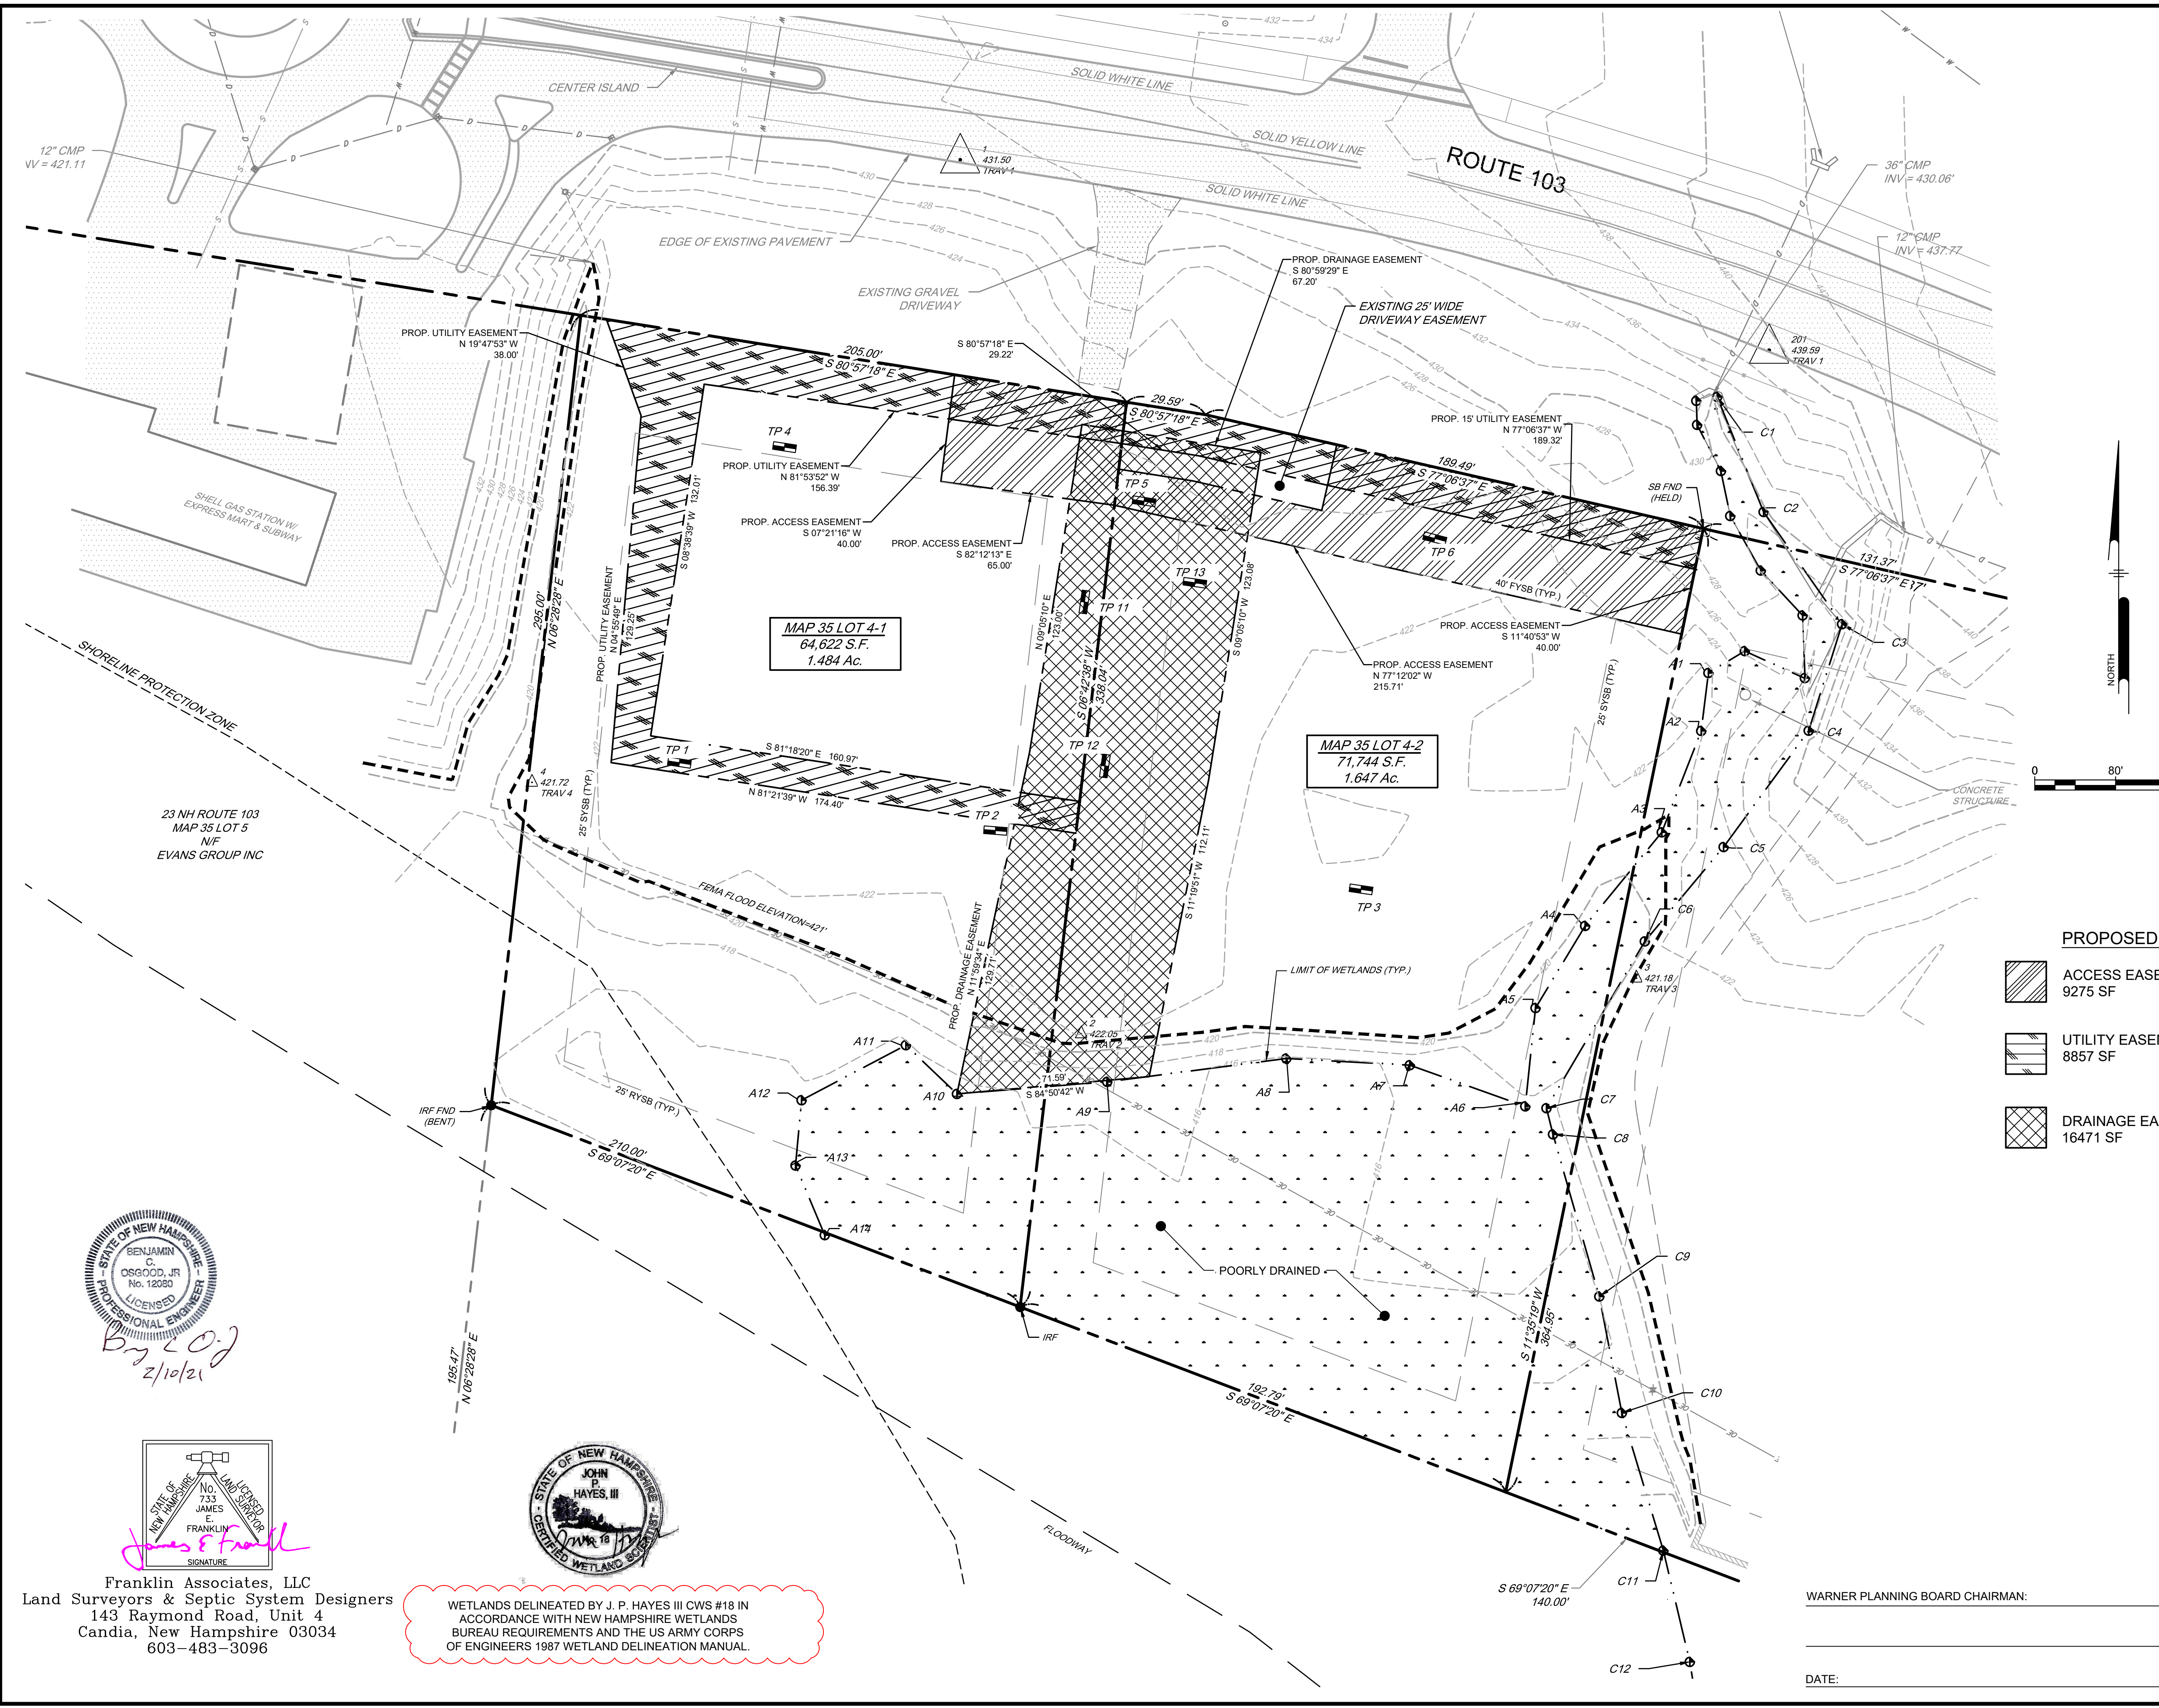 CENTER ISLAND
SOLID WHITE LINE
SOLID YELLOW LINE
SOLID WHITE LINE
ROUTE 103
432
434
12" CMP
INV = 421.11
1
431.50
TRAV 1
36" CMP
INV = 430.06'
12" CMP
INV = 437.77
EDGE OF EXISTING PAVEMENT
430
428
426
424
EXISTING GRAVEL
DRIVEWAY
PROP. DRAINAGE EASEMENT
S 80°59'29" E
67.20'
EXISTING 25' WIDE
DRIVEWAY EASEMENT
201
439.59
TRAV 1
PROP. UTILITY EASEMENT
N 19°47'53" W
38.00'
205.00'
S 80°57'18" E
S 80°57'18" E
29.22'
29.59'
S 80°57'18" E
PROP. 15' UTILITY EASEMENT
N 77°06'37" W
189.32'
189.49'
S 77°06'37" E
SB FND
(HELD)
131.37'
S 77°06'37" E
C1
C2
C3
C4
C5
C6
C7
C8
C9
C10
C11
C12
TP 4
PROP. UTILITY EASEMENT
N 81°53'52" W
156.39'
PROP. ACCESS EASEMENT
S 07°21'16" W
40.00'
PROP. ACCESS EASEMENT
S 82°12'13" E
65.00'
TP 5
TP 6
TP 13
TP 11
TP 12
40' FYSB (TYP.)
PROP. ACCESS EASEMENT
S 11°40'53" W
40.00'
PROP. ACCESS EASEMENT
N 77°12'02" W
215.71'
SHELL GAS STATION W/
EXPRESS MART & SUBWAY
295.00'
N 06°28'28" E
PROP. UTILITY EASEMENT
N 04°55'49" E
129.25'
S 08°38'39" W 132.01'
MAP 35 LOT 4-1
64,622 S.F.
1.484 Ac.
N 09°05'10" E
123.00'
S 06°42'38" W
338.04'
S 09°05'10" W 123.08'
25' SYSB (TYP.)
MAP 35 LOT 4-2
71,744 S.F.
1.647 Ac.
SHORELINE PROTECTION ZONE
TP 1
S 81°18'20" E 160.97'
N 81°21'39" W 174.40'
TP 2
4
421.72
TRAV 4
25' SYSB (TYP.)
23 NH ROUTE 103
MAP 35 LOT 5
N/F
EVANS GROUP INC
FEMA FLOOD ELEVATION=421'
PROP. DRAINAGE EASEMENT
N 11°59'34" E
129.71'
S 11°19'51" W 112.11'
TP 3
LIMIT OF WETLANDS (TYP.)
2
422.05
TRAV 2
3
421.18
TRAV 3
A1
A2
A3
A4
A5
A6
A7
A8
A9
A10
A11
A12
A13
A14
71.59'
S 84°50'42" W
CONCRETE
STRUCTURE
NORTH
0
80'
PROPOSED
ACCESS EASE
9275 SF
UTILITY EASE
8857 SF
DRAINAGE EA
16471 SF
IRF FND
(BENT)
25' RYSB (TYP.)
210.00'
S 69°07'20" E
POORLY DRAINED
IRF
192.79'
S 69°07'20" E
S 11°35'19" W
364.95'
195.47'
N 06°28'28" E
FLOODWAY
S 69°07'20" E
140.00'
STATE OF NEW HAMPSHIRE
BENJAMIN
C.
OSGOOD, JR
No. 12080
LICENSED
PROFESSIONAL ENGINEER
2/10/21
STATE OF
NEW HAMPSHIRE
LICENSED
LAND SURVEYOR
No.
733
JAMES
E.
FRANKLIN
James E Frankl
SIGNATURE
Franklin Associates, LLC
Land Surveyors & Septic System Designers
143 Raymond Road, Unit 4
Candia, New Hampshire 03034
603-483-3096
STATE OF NEW HAMPSHIRE
JOHN
P.
HAYES, III
No. 18
CERTIFIED WETLAND SCIENTIST
WETLANDS DELINEATED BY J. P. HAYES III CWS #18 IN
ACCORDANCE WITH NEW HAMPSHIRE WETLANDS
BUREAU REQUIREMENTS AND THE US ARMY CORPS
OF ENGINEERS 1987 WETLAND DELINEATION MANUAL.
WARNER PLANNING BOARD CHAIRMAN:
DATE: